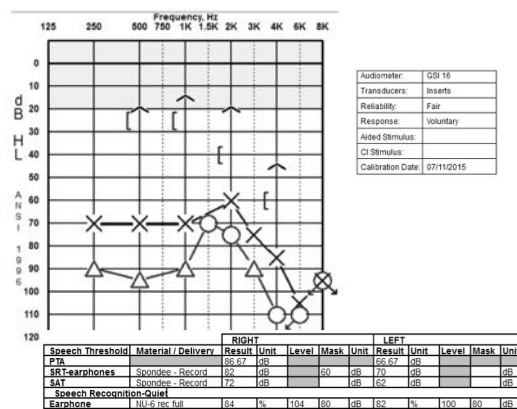 Frequency, Hz
125 250 500 750 1K 1.5K 2K 3K 4K 6K 8K
0
10
20
30
40
50
60
70
80
90
100
110
120
dB HL
ANSI 1996
Audiometer: GSI 16
Transducers: Inserts
Reliability: Fair
Response: Voluntary
Aided Stimulus:
CI Stimulus:
Calibration Date: 07/11/2015
RIGHT LEFT
Speech Threshold Material / Delivery Result Unit Level Mask Unit Result Unit Level Mask Unit
PTA 86.67 dB 66.67 dB
SRT-earphones Spondee - Record 82 dB 60 dB 70 dB dB
SAT Spondee - Record 72 dB dB 62 dB dB
Speech Recognition-Quiet
Earphone NU-6 rec full 84 % 104 80 dB 82 % 80 dB